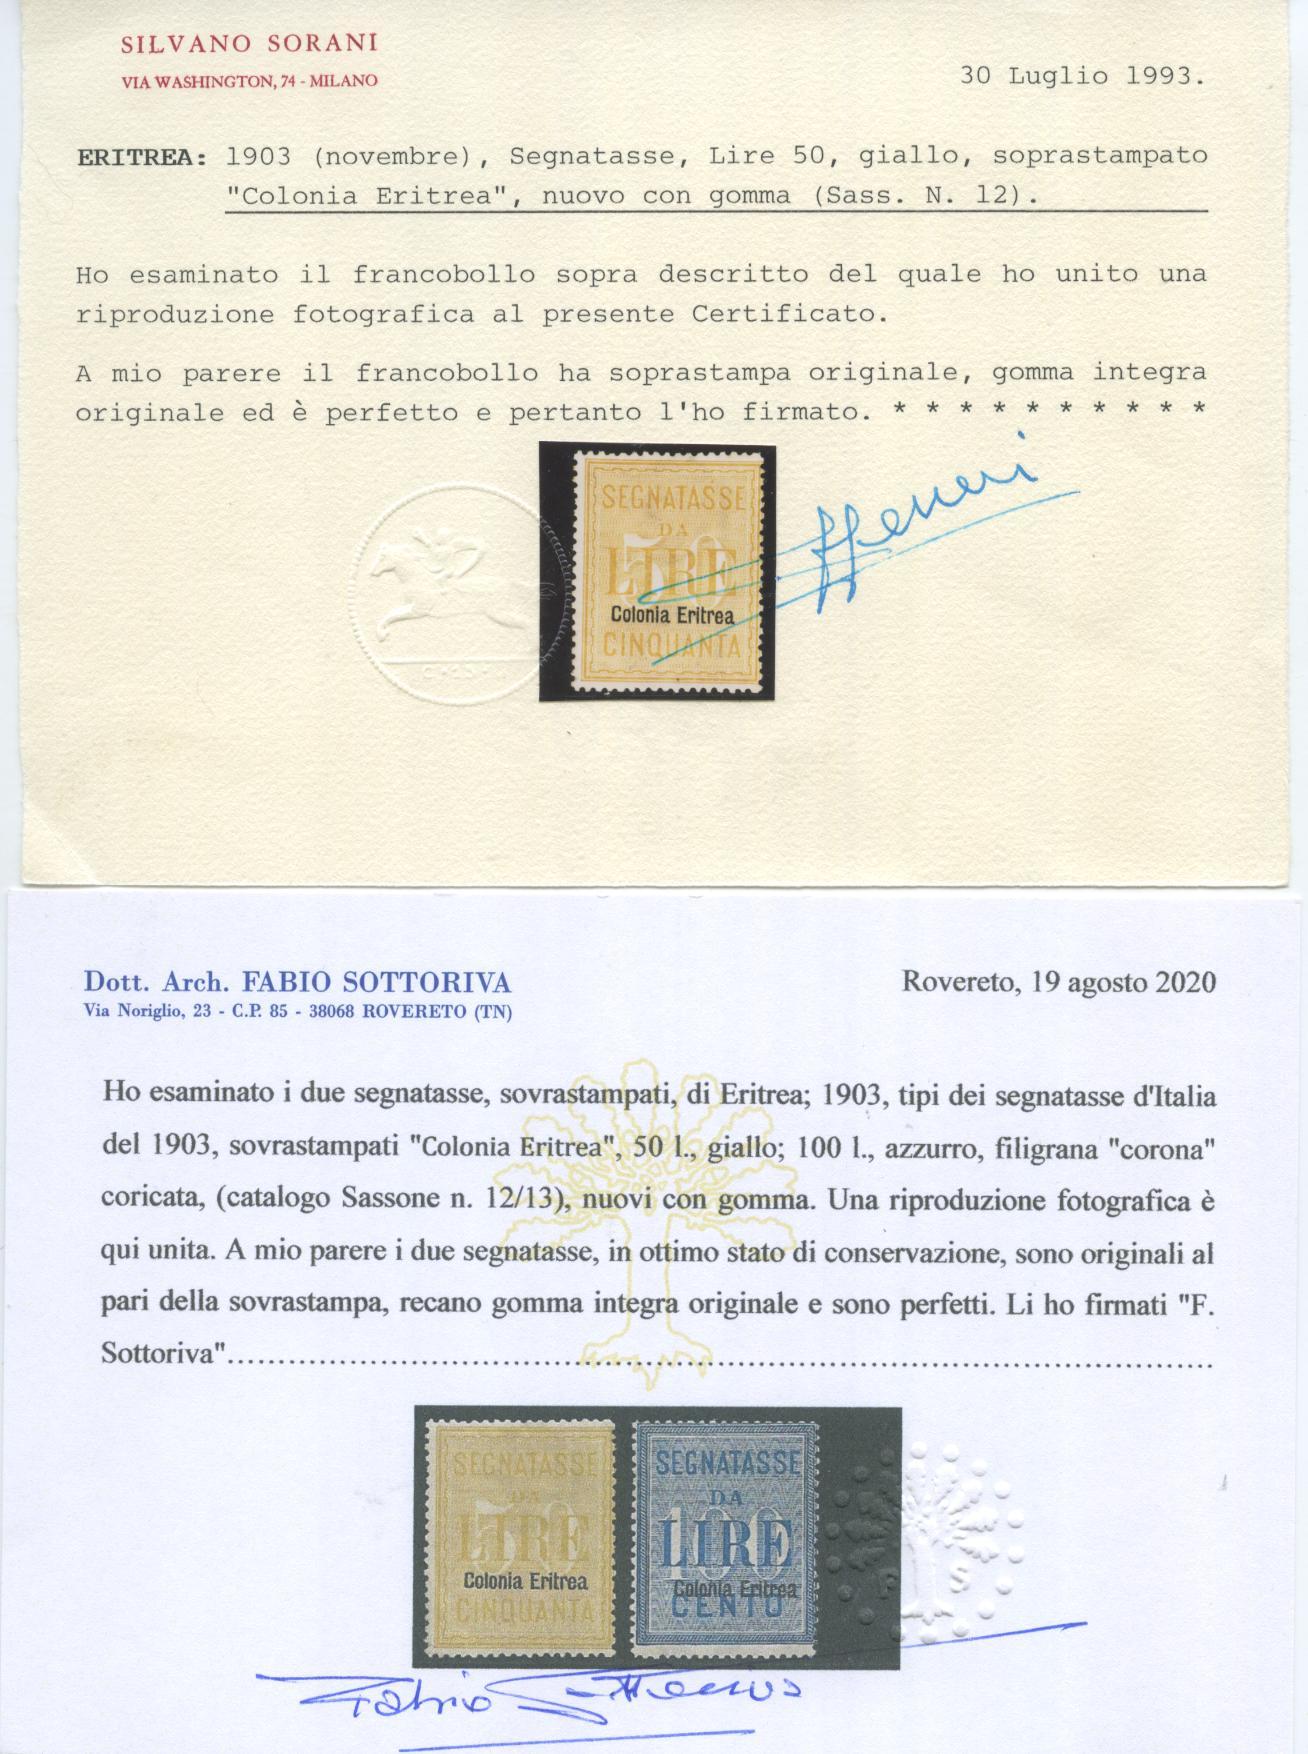 SILVANO SORANI
VIA WASHINGTON, 74 - MILANO
30 Luglio 1993.
ERITREA: 1903 (novembre), Segnatasse, Lire 50, giallo, soprastampato
"Colonia Eritrea", nuovo con gomma (Sass. N. 12).
Ho esaminato il francobollo sopra descritto del quale ho unito una
riproduzione fotografica al presente Certificato.
A mio parere il francobollo ha soprastampa originale, gomma integra
originale ed è perfetto e pertanto l'ho firmato. * * * * * * * * * *
SEGNATASSE
DA
50
LIRE
Colonia Eritrea
CINQUANTA
Dott. Arch. FABIO SOTTORIVA
Via Noriglio, 23 - C.P. 85 - 38068 ROVERETO (TN)
Rovereto, 19 agosto 2020
Ho esaminato i due segnatasse, sovrastampati, di Eritrea; 1903, tipi dei segnatasse d'Italia
del 1903, sovrastampati "Colonia Eritrea", 50 l., giallo; 100 l., azzurro, filigrana "corona"
coricata, (catalogo Sassone n. 12/13), nuovi con gomma. Una riproduzione fotografica è
qui unita. A mio parere i due segnatasse, in ottimo stato di conservazione, sono originali al
pari della sovrastampa, recano gomma integra originale e sono perfetti. Li ho firmati "F.
Sottoriva"....................................................................................................
SEGNATASSE
DA
50
LIRE
Colonia Eritrea
CINQUANTA
SEGNATASSE
DA
100
LIRE
Colonia Eritrea
CENTO